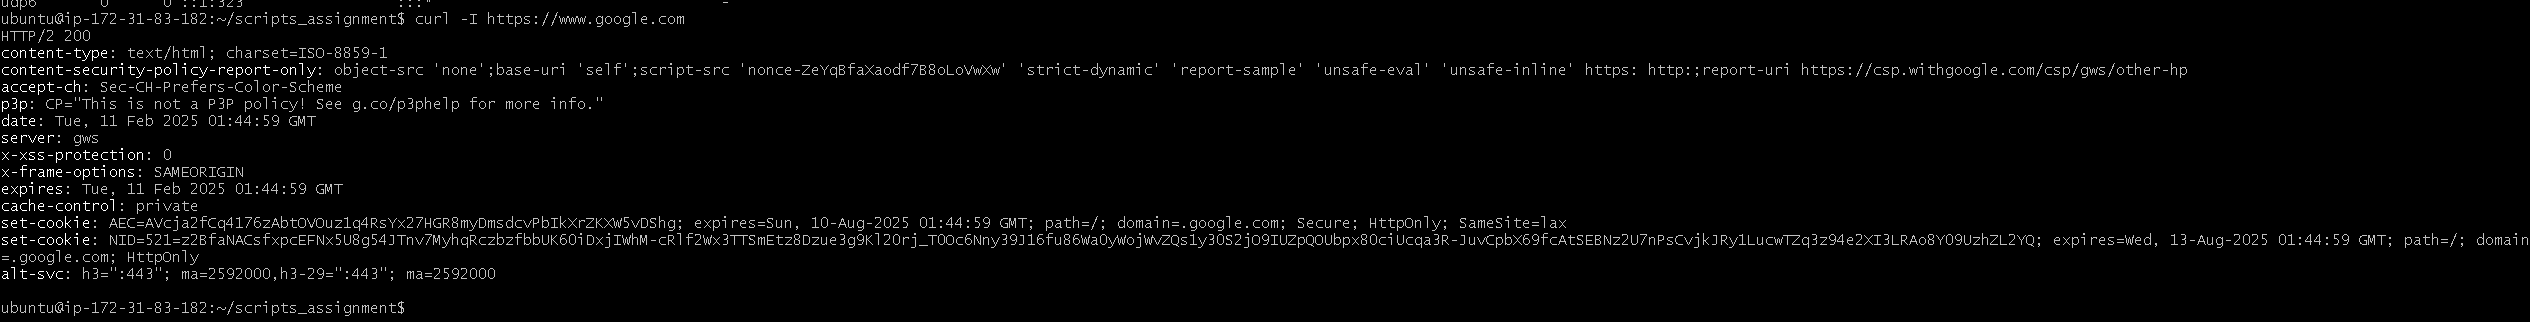 udp6 0 0 ::1:323 :::* -
ubuntu@ip-172-31-83-182:~/scripts_assignment$ curl -I https://www.google.com
HTTP/2 200
content-type: text/html; charset=ISO-8859-1
content-security-policy-report-only: object-src 'none';base-uri 'self';script-src 'nonce-ZeYqBfaXaodf7B8oLoVwXw' 'strict-dynamic' 'report-sample' 'unsafe-eval' 'unsafe-inline' https: http:;report-uri https://csp.withgoogle.com/csp/gws/other-hp
accept-ch: Sec-CH-Prefers-Color-Scheme
p3p: CP="This is not a P3P policy! See g.co/p3phelp for more info."
date: Tue, 11 Feb 2025 01:44:59 GMT
server: gws
x-xss-protection: 0
x-frame-options: SAMEORIGIN
expires: Tue, 11 Feb 2025 01:44:59 GMT
cache-control: private
set-cookie: AEC=AVcja2fCq4176zAbtOVOuz1q4RsYx27HGR8myDmsdcvPbIkXrZKXW5vDShg; expires=Sun, 10-Aug-2025 01:44:59 GMT; path=/; domain=.google.com; Secure; HttpOnly; SameSite=lax
set-cookie: NID=521=z2BfaNACsfxpcEFNx5U8g54JTnv7MyhqRczbzfbbUK6OiDxjIWhM-cRlf2Wx3TTSmEtz8Dzue3g9Kl20rj_TOOc6Nny39J16fu86Wa0yWojWvZQs1y3OS2jO9IUZpQOUbpx80ciUcqa3R-JuvCpbX69fcAtSEBNz2U7nPsCvjkJRy1LucwTZq3z94e2XI3LRAo8YO9UzhZL2YQ; expires=Wed, 13-Aug-2025 01:44:59 GMT; path=/; domain
=.google.com; HttpOnly
alt-svc: h3=":443"; ma=2592000,h3-29=":443"; ma=2592000
ubuntu@ip-172-31-83-182:~/scripts_assignment$